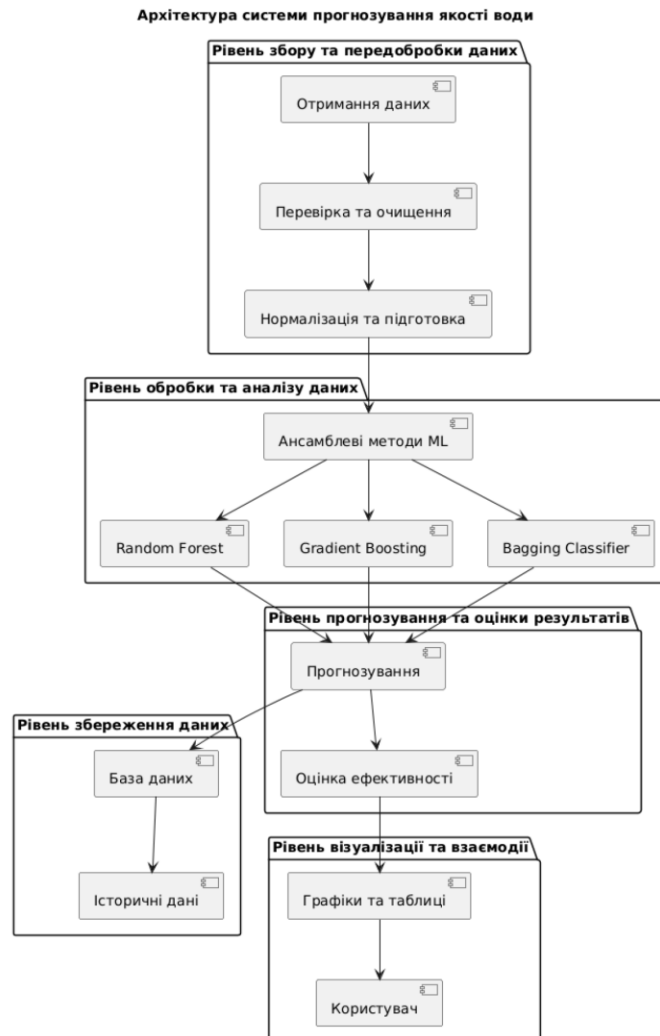 Архітектура системи прогнозування якості води
Рівень збору та передобробки даних
Отримання даних
Перевірка та очищення
Нормалізація та підготовка
Рівень обробки та аналізу даних
Ансамблеві методи ML
Random Forest
Gradient Boosting
Bagging Classifier
Рівень прогнозування та оцінки результатів
Прогнозування
Рівень збереження даних
База даних
Оцінка ефективності
Рівень візуалізації та взаємодії
Історичні дані
Графіки та таблиці
Користувач